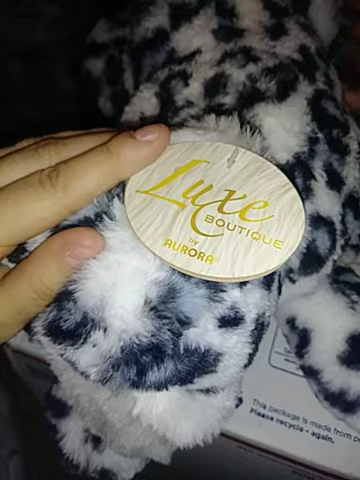 Luxe
BOUTIQUE
by
AURORA
This package is made from p
Please recycle - again.